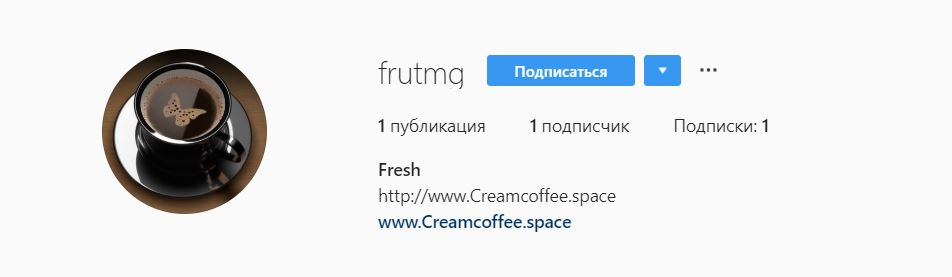 frutmg Подписаться
1 публикация 1 подписчик Подписки: 1
Fresh
http://www.Creamcoffee.space
www.Creamcoffee.space